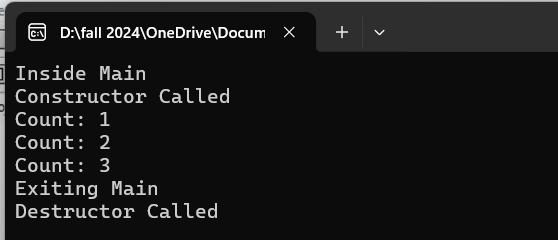 D:\fall 2024\OneDrive\Docum
Inside Main
Constructor Called
Count: 1
Count: 2
Count: 3
Exiting Main
Destructor Called